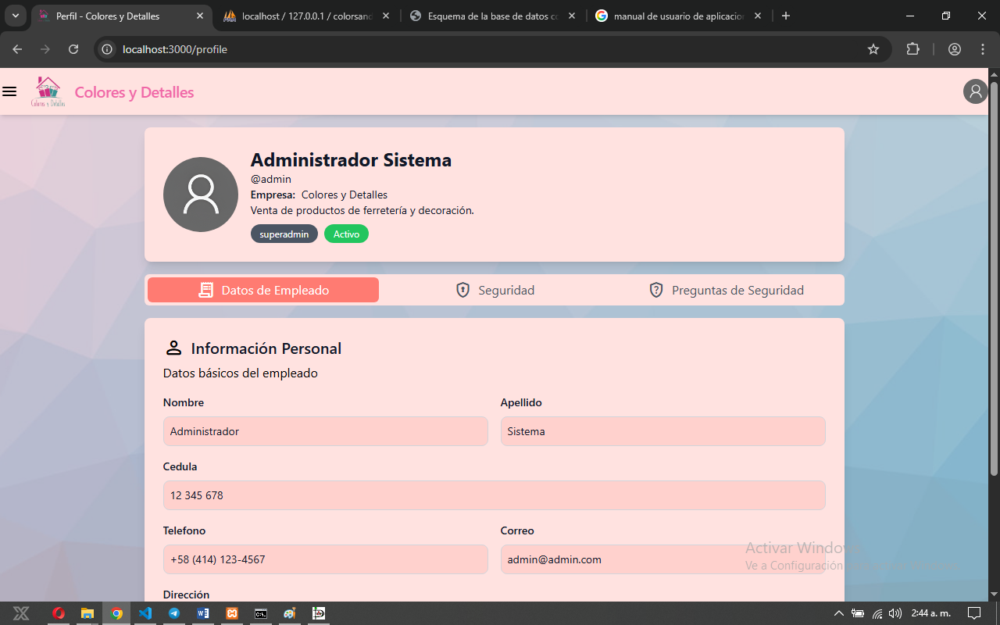 Perfil - Colores y Detalles
localhost / 127.0.0.1 / colorsand
Esquema de la base de datos co
manual de usuario de aplicacion
localhost:3000/profile
Colores y Detalles
Colores y Detalles
Administrador Sistema
@admin
Empresa: Colores y Detalles
Venta de productos de ferretería y decoración.
superadmin Activo
Datos de Empleado Seguridad Preguntas de Seguridad
Información Personal
Datos básicos del empleado
Nombre Apellido
Administrador Sistema
Cedula
12 345 678
Telefono Correo
+58 (414) 123-4567 admin@admin.com
Activar Windows
Ve a Configuración
Dirección
2:44 a. m.